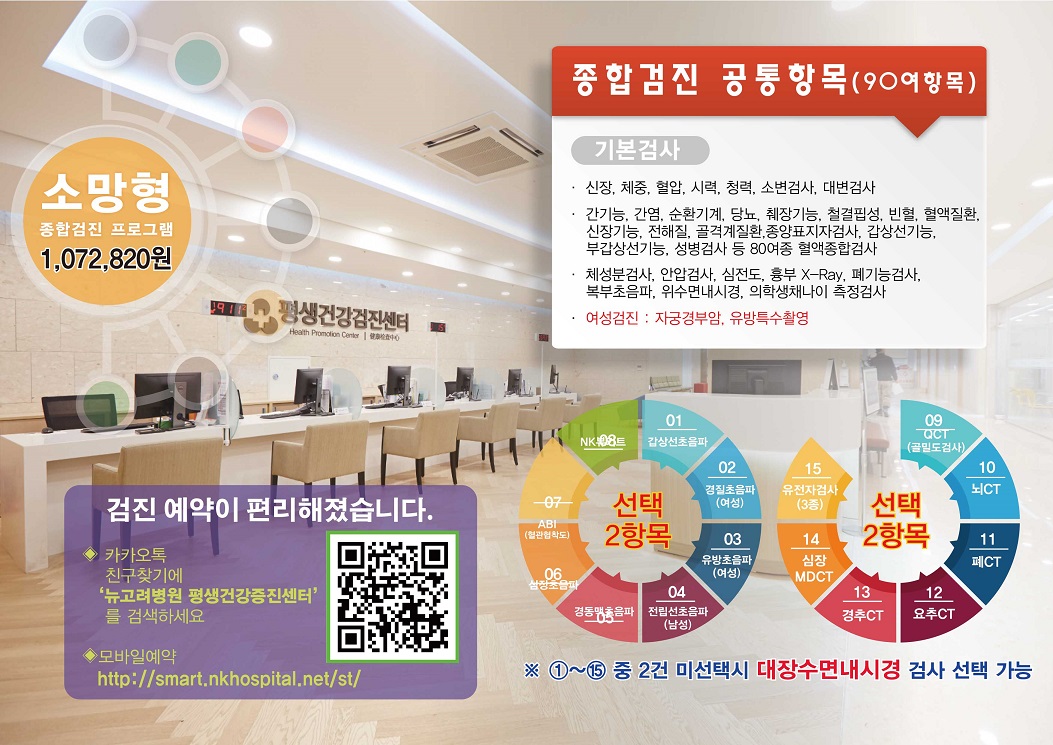 소망형
종합검진 프로그램
1,072,820원
평생건강검진센터
Health Promotion Center
종합검진 공통항목(90여항목)
기본검사
· 신장, 체중, 혈압, 시력, 청력, 소변검사, 대변검사
· 간기능, 간염, 순환기계, 당뇨, 췌장기능, 철결핍성, 빈혈, 혈액질환,
신장기능, 전해질, 골격계질환,종양표지자검사, 갑상선기능,
부갑상선기능, 성병검사 등 80여종 혈액종합검사
· 체성분검사, 안압검사, 심전도, 흉부 X-Ray, 폐기능검사,
복부초음파, 위수면내시경, 의학생체나이 측정검사
· 여성검진 : 자궁경부암, 유방특수촬영
검진 예약이 편리해졌습니다.
◈ 카카오톡
친구찾기에
‘뉴고려병원 평생건강증진센터’
를 검색하세요
◈모바일예약
http://smart.nkhospital.net/st/
선택
2항목
01
갑상선초음파
02
경질초음파
(여성)
03
유방초음파
(여성)
04
전립선초음파
(남성)
05
경동맥초음파
06
심장초음파
07
ABI
(혈관협착도)
08
선택
2항목
09
QCT
(골밀도검사)
10
뇌CT
11
폐CT
12
요추CT
13
경추CT
14
심장
MDCT
15
유전자검사
(3종)
※ ①~⑮ 중 2건 미선택시 대장수면내시경 검사 선택 가능